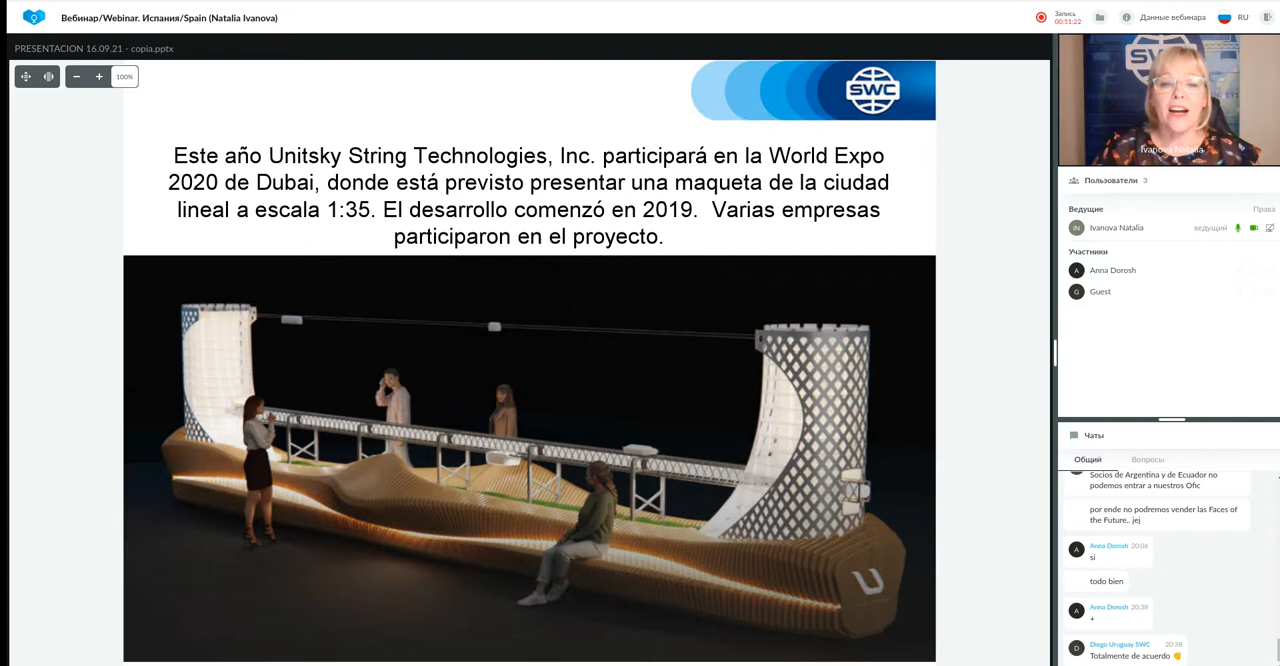 Вебинар/Webinar. Испания/Spain (Natalia Ivanova)
Запись
00:51:22
Данные вебинара
RU
PRESENTACION 16.09.21 - copia.pptx
100%
SWC
Este año Unitsky String Technologies, Inc. participará en la World Expo
2020 de Dubai, donde está previsto presentar una maqueta de la ciudad
lineal a escala 1:35. El desarrollo comenzó en 2019. Varias empresas
participaron en el proyecto.
U
SW
Ivanova Natalia
Пользователи 3
Ведущие Права
IN Ivanova Natalia ведущий
Участники
A Anna Dorosh
G Guest
Чаты
Общий Вопросы
Socios de Argentina y de Ecuador no
podemos entrar a nuestros Ofic
por ende no podremos vender las Faces of
the Future.. jej
A Anna Dorosh 20:06
si
todo bien
A Anna Dorosh 20:38
+
D Diego Uruguay SWC 20:38
Totalmente de acuerdo 👊